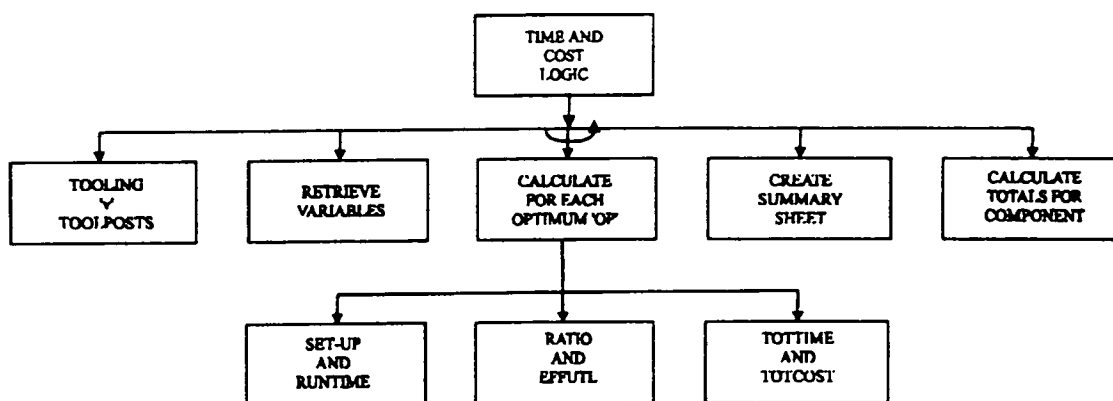 TIME AND
COST
LOGIC
TOOLING
v
TOOLPOSTS
RETRIEVE
VARIABLES
CALCULATE
FOR EACH
OPTIMUM 'OP'
CREATE
SUMMARY
SHEET
CALCULATE
TOTALS FOR
COMPONENT
SET-UP
AND
RUNTIME
RATIO
AND
EFFUTL
TOTTIME
AND
TOTCOST